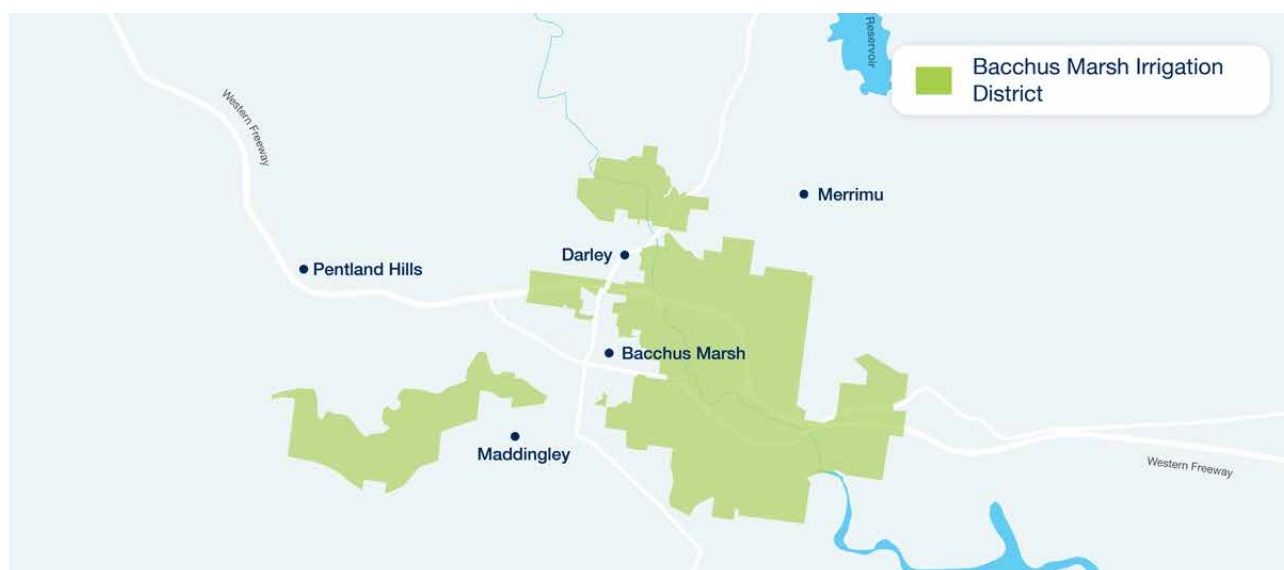 Reservoir
Bacchus Marsh Irrigation
District
Western Freeway
Merrimu
Darley
Pentland Hills
Bacchus Marsh
Maddingley
Western Freeway